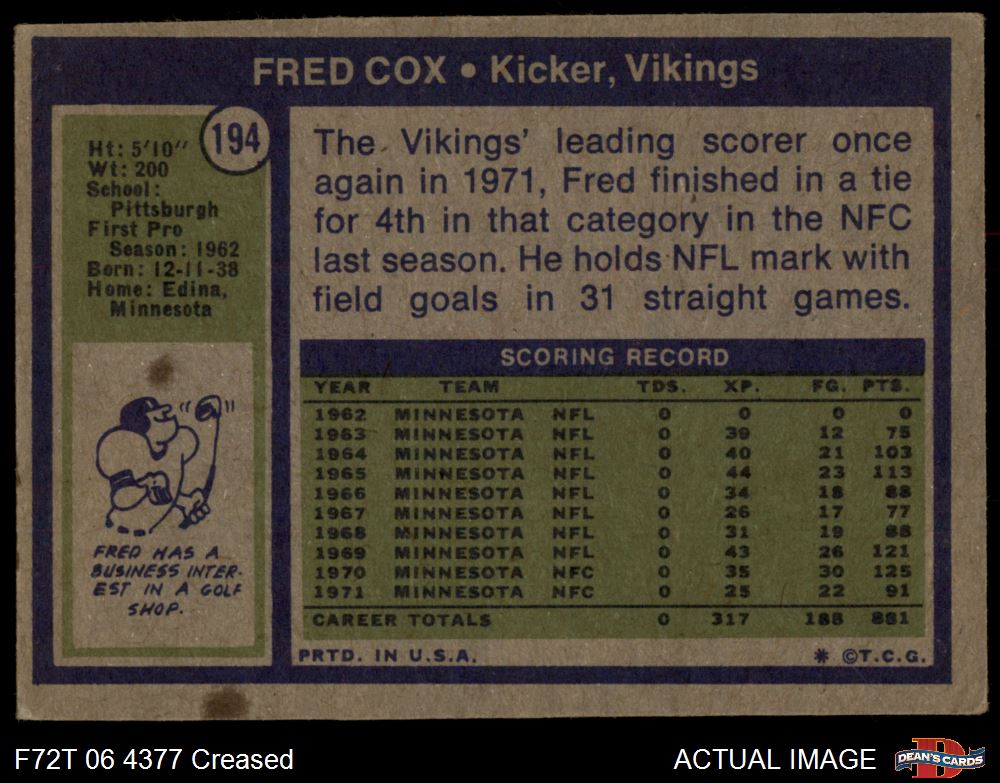 FRED COX • Kicker, Vikings
194
Ht: 5'10"
Wt: 200
School:
Pittsburgh
First Pro
Season: 1962
Born: 12-11-38
Home: Edina,
Minnesota
The Vikings' leading scorer once
again in 1971, Fred finished in a tie
for 4th in that category in the NFC
last season. He holds NFL mark with
field goals in 31 straight games.
FRED HAS A
BUSINESS INTER-
EST IN A GOLF
SHOP.
SCORING RECORD
YEAR TEAM TDS. XP. FG. PTS.
1962 MINNESOTA NFL 0 0 0 0
1963 MINNESOTA NFL 0 39 12 75
1964 MINNESOTA NFL 0 40 21 103
1965 MINNESOTA NFL 0 44 23 113
1966 MINNESOTA NFL 0 34 18 88
1967 MINNESOTA NFL 0 26 17 77
1968 MINNESOTA NFL 0 31 19 88
1969 MINNESOTA NFL 0 43 26 121
1970 MINNESOTA NFC 0 35 30 125
1971 MINNESOTA NFC 0 25 22 91
CAREER TOTALS 0 317 188 881
PRTD. IN U.S.A.
* ©T.C.G.
F72T 06 4377 Creased
ACTUAL IMAGE
D
DEAN'S CARDS